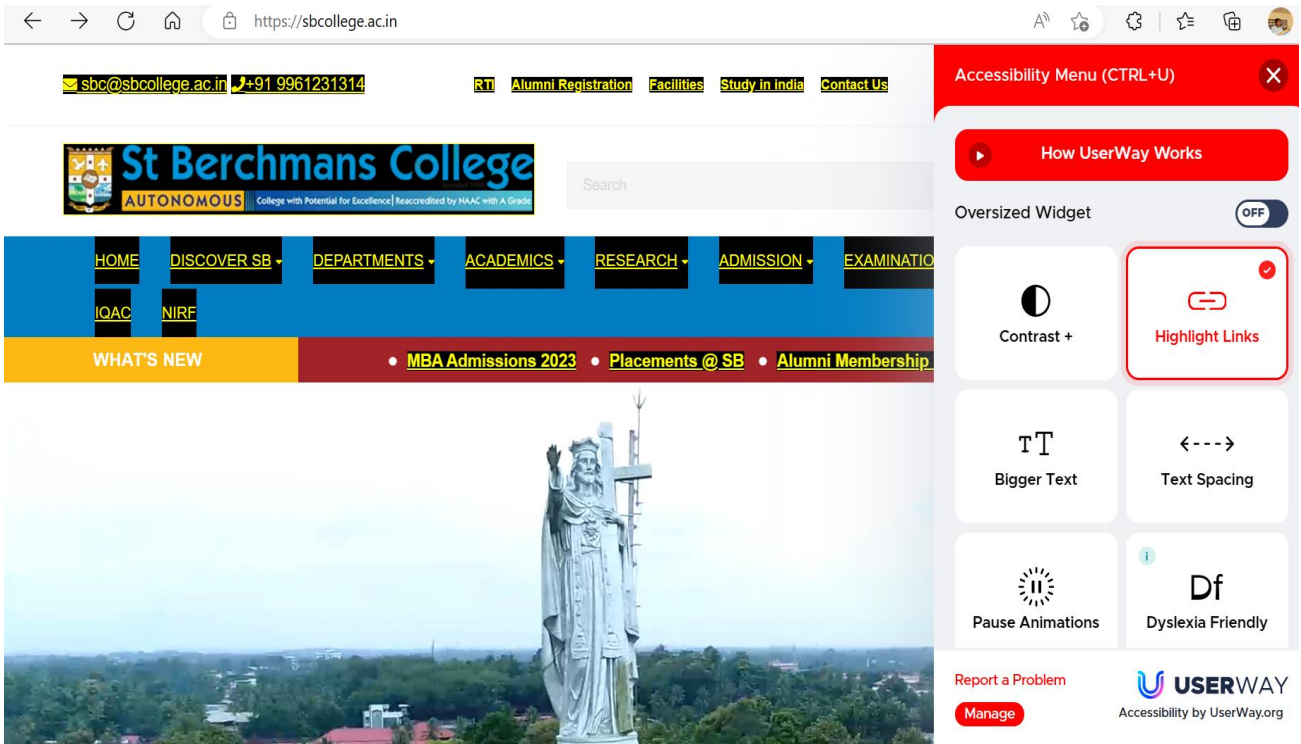 https://sbcollege.ac.in
sbc@sbcollege.ac.in +91 9961231314
RTI Alumni Registration Facilities Study in india Contact Us
St Berchmans College
AUTONOMOUS College with Potential for Excellence| Reaccredited by NAAC with A Grade
Search
HOME DISCOVER SB DEPARTMENTS ACADEMICS RESEARCH ADMISSION EXAMINATIO
IQAC NIRF
WHAT'S NEW
• MBA Admissions 2023 • Placements @ SB • Alumni Membership
Accessibility Menu (CTRL+U)
How UserWay Works
Oversized Widget OFF
Contrast +
Highlight Links
TT
Bigger Text
Text Spacing
Pause Animations
i
Df
Dyslexia Friendly
Report a Problem
Manage
USERWAY
Accessibility by UserWay.org